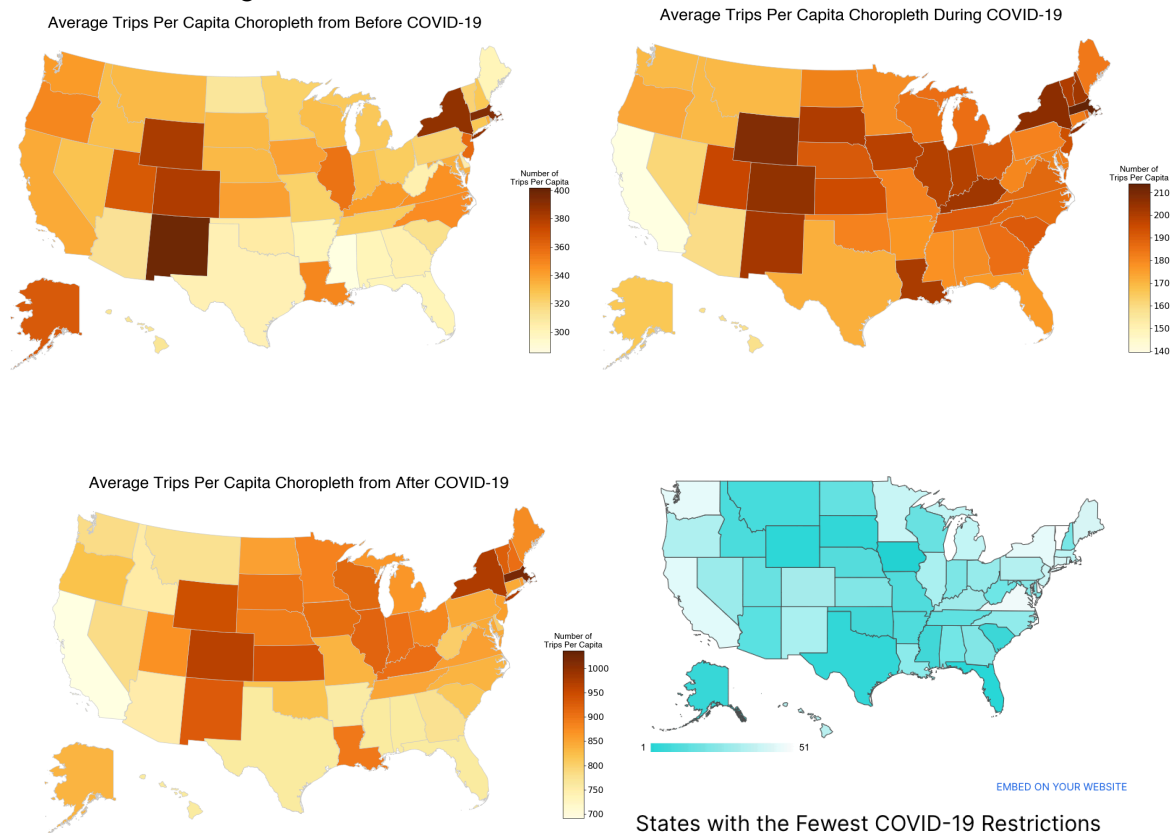 Average Trips Per Capita Choropleth from Before COVID-19
Number of
Trips Per Capita
400
380
360
340
320
300
Average Trips Per Capita Choropleth During COVID-19
Number of
Trips Per Capita
210
200
190
180
170
160
150
140
Average Trips Per Capita Choropleth from After COVID-19
Number of
Trips Per Capita
1000
950
900
850
800
750
700
1
51
EMBED ON YOUR WEBSITE
States with the Fewest COVID-19 Restrictions